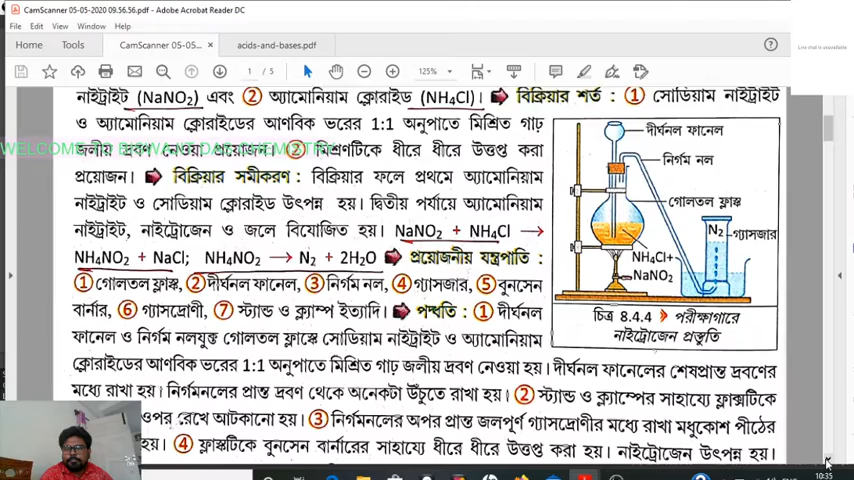 CamScanner 05-05-2020 09.56.56.pdf - Adobe Acrobat Reader DC
File Edit View Window Help
Home Tools CamScanner 05-05... × acids-and-bases.pdf
Live chat is unavailable
1 / 5 125%
নাইট্রাইট (NaNO₂) এবং ② অ্যামোনিয়াম ক্লোরাইড (NH₄Cl)। বিক্রিয়ার শর্ত : ① সোডিয়াম নাইট্রাইট
ও অ্যামোনিয়াম ক্লোরাইডের আণবিক ভরের 1:1 অনুপাতে মিশ্রিত গাঢ়
জলীয় দ্রবণ নেওয়া প্রয়োজন। ② মিশ্রণটিকে ধীরে ধীরে উত্তপ্ত করা
WELCOME TO
প্রয়োজন। বিক্রিয়ার সমীকরণ : বিক্রিয়ার ফলে প্রথমে অ্যামোনিয়াম
নাইট্রাইট ও সোডিয়াম ক্লোরাইড উৎপন্ন হয়। দ্বিতীয় পর্যায়ে অ্যামোনিয়াম
নাইট্রাইট, নাইট্রোজেন ও জলে বিযোজিত হয়। NaNO₂ + NH₄Cl →
NH₄NO₂ + NaCl; NH₄NO₂ → N₂ + 2H₂O প্রয়োজনীয় যন্ত্রপাতি :
① গোলতল ফ্লাস্ক, ② দীর্ঘনল ফানেল, ③ নির্গম নল, ④ গ্যাসজার, ⑤ বুনসেন
বার্নার, ⑥ গ্যাসদ্রোণী, ⑦ স্ট্যান্ড ও ক্ল্যাম্প ইত্যাদি। পদ্ধতি : ① দীর্ঘনল
ফানেল ও নির্গম নলযুক্ত গোলতল ফ্লাস্কে সোডিয়াম নাইট্রাইট ও অ্যামোনিয়াম
দীর্ঘনল ফানেল
নির্গম নল
গোলতল ফ্লাস্ক
N₂
গ্যাসজার
NH₄Cl+
NaNO₂
চিত্র 8.4.4 পরীক্ষাগারে
নাইট্রোজেন প্রস্তুতি
ক্লোরাইডের আণবিক ভরের 1:1 অনুপাতে মিশ্রিত গাঢ় জলীয় দ্রবণ নেওয়া হয়। দীর্ঘনল ফানেলের শেষপ্রান্ত দ্রবণের
মধ্যে রাখা হয়। নির্গমনলের প্রান্ত দ্রবণ থেকে অনেকটা উঁচুতে রাখা হয়। ② স্ট্যান্ড ও ক্ল্যাম্পের সাহায্যে ফ্লাস্কটিকে
ওপর রেখে আটকানো হয়। ③ নির্গমনলের অপর প্রান্ত জলপূর্ণ গ্যাসদ্রোণীর মধ্যে রাখা মধুকোশ পীঠের
হয়। ④ ফ্লাস্কটিকে বুনসেন বার্নারের সাহায্যে ধীরে ধীরে উত্তপ্ত করা হয়। নাইট্রোজেন উৎপন্ন হয়।
10:35